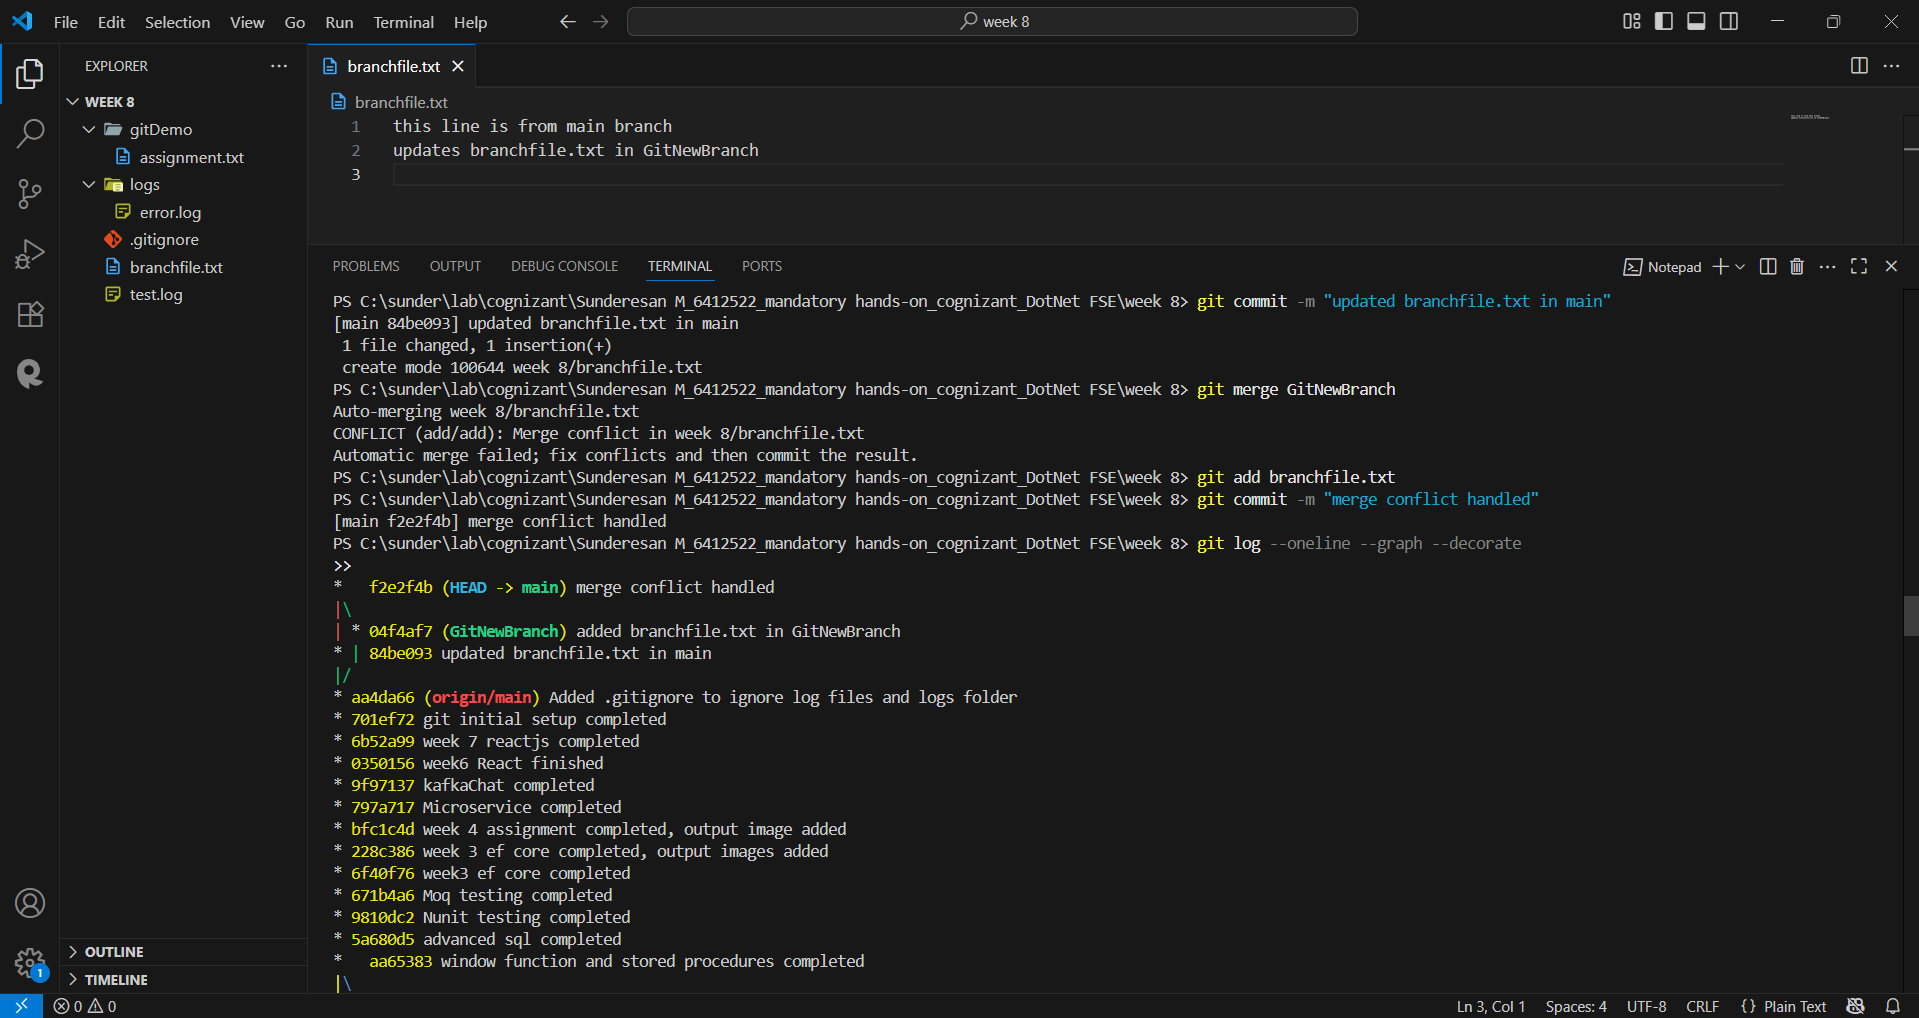 File Edit Selection View Go Run Terminal Help
week 8
EXPLORER
WEEK 8
gitDemo
assignment.txt
logs
error.log
.gitignore
branchfile.txt
test.log
OUTLINE
TIMELINE
branchfile.txt
branchfile.txt
1 this line is from main branch
2 updates branchfile.txt in GitNewBranch
3
PROBLEMS OUTPUT DEBUG CONSOLE TERMINAL PORTS
Notepad
PS C:\sunder\lab\cognizant\Sunderesan M_6412522_mandatory hands-on_cognizant_DotNet FSE\week 8> git commit -m "updated branchfile.txt in main"
[main 84be093] updated branchfile.txt in main
 1 file changed, 1 insertion(+)
 create mode 100644 week 8/branchfile.txt
PS C:\sunder\lab\cognizant\Sunderesan M_6412522_mandatory hands-on_cognizant_DotNet FSE\week 8> git merge GitNewBranch
Auto-merging week 8/branchfile.txt
CONFLICT (add/add): Merge conflict in week 8/branchfile.txt
Automatic merge failed; fix conflicts and then commit the result.
PS C:\sunder\lab\cognizant\Sunderesan M_6412522_mandatory hands-on_cognizant_DotNet FSE\week 8> git add branchfile.txt
PS C:\sunder\lab\cognizant\Sunderesan M_6412522_mandatory hands-on_cognizant_DotNet FSE\week 8> git commit -m "merge conflict handled"
[main f2e2f4b] merge conflict handled
PS C:\sunder\lab\cognizant\Sunderesan M_6412522_mandatory hands-on_cognizant_DotNet FSE\week 8> git log --oneline --graph --decorate
>>
*   f2e2f4b (HEAD -> main) merge conflict handled
|\
| * 04f4af7 (GitNewBranch) added branchfile.txt in GitNewBranch
* | 84be093 updated branchfile.txt in main
|/
* aa4da66 (origin/main) Added .gitignore to ignore log files and logs folder
* 701ef72 git initial setup completed
* 6b52a99 week 7 reactjs completed
* 0350156 week6 React finished
* 9f97137 kafkaChat completed
* 797a717 Microservice completed
* bfc1c4d week 4 assignment completed, output image added
* 228c386 week 3 ef core completed, output images added
* 6f40f76 week3 ef core completed
* 671b4a6 Moq testing completed
* 9810dc2 Nunit testing completed
* 5a680d5 advanced sql completed
*   aa65383 window function and stored procedures completed
|\
1
0 0
Ln 3, Col 1 Spaces: 4 UTF-8 CRLF {} Plain Text